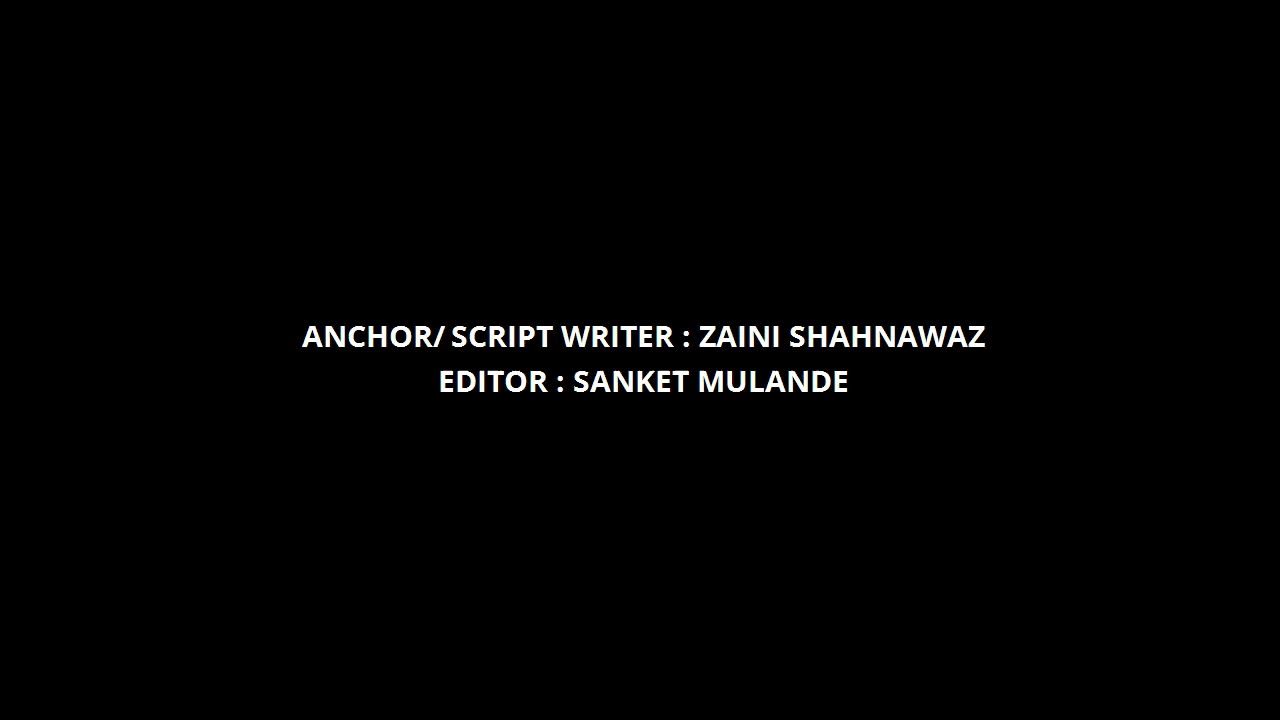 ANCHOR/ SCRIPT WRITER : ZAINI SHAHNAWAZ
EDITOR : SANKET MULANDE